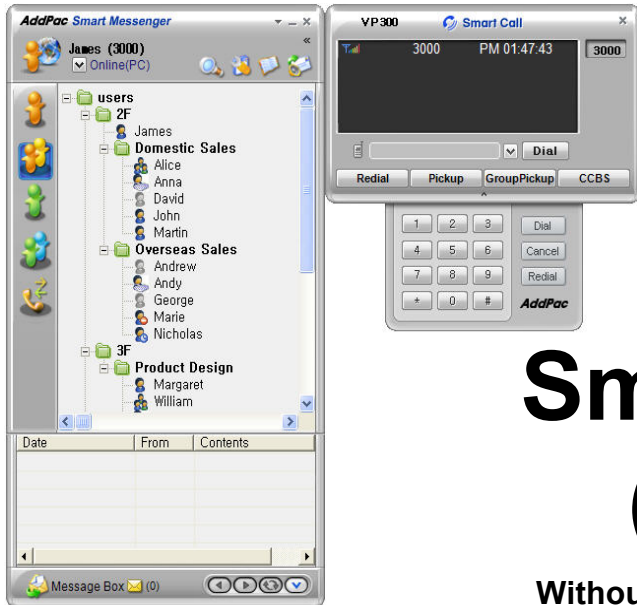 AddPac Smart Messenger
James (3000)
Online(PC)
users
2F
James
Domestic Sales
Alice
Anna
David
John
Martin
Overseas Sales
Andrew
Andy
George
Marie
Nicholas
3F
Product Design
Margaret
William
Date From Contents
Message Box (0)
VP300 Smart Call
3000 PM 01:47:43 3000
Dial
Redial Pickup GroupPickup CCBS
1 2 3 Dial
4 5 6 Cancel
7 8 9 Redial
* 0 # AddPac
Sm
(
Withou